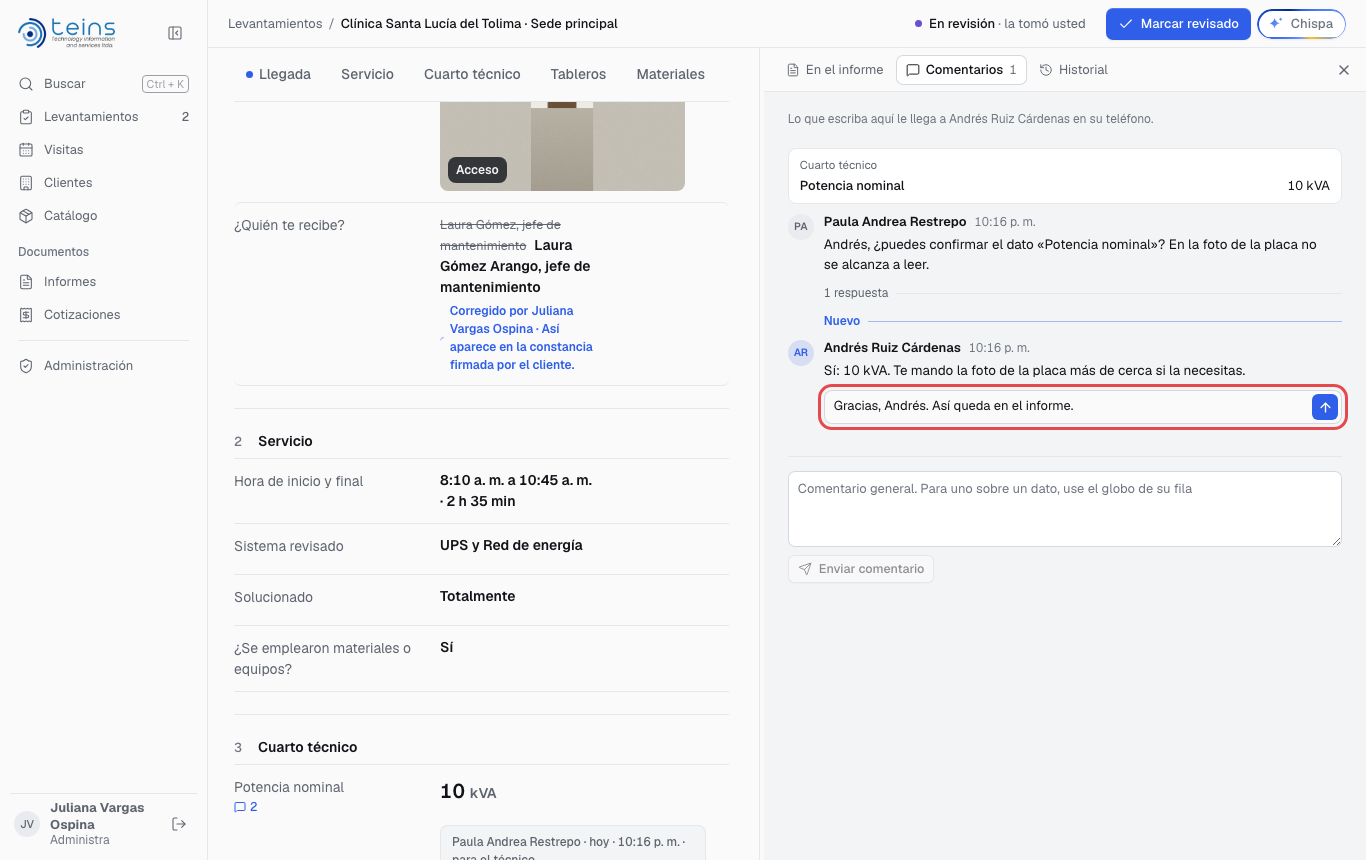 teins
Technology information
and services ltda.
Buscar
Ctrl + K
Levantamientos
2
Visitas
Clientes
Catálogo
Documentos
Informes
Cotizaciones
Administración
JV
Juliana Vargas
Ospina
Administra
Levantamientos / Clínica Santa Lucía del Tolima · Sede principal
En revisión · la tomó usted
Marcar revisado
Chispa
Llegada
Servicio
Cuarto técnico
Tableros
Materiales
Acceso
¿Quién te recibe?
Laura Gómez, jefe de
mantenimiento Laura
Gómez Arango, jefe de
mantenimiento
Corregido por Juliana
Vargas Ospina · Así
aparece en la constancia
firmada por el cliente.
2 Servicio
Hora de inicio y final
8:10 a. m. a 10:45 a. m.
· 2 h 35 min
Sistema revisado
UPS y Red de energía
Solucionado
Totalmente
¿Se emplearon materiales o
equipos?
Sí
3 Cuarto técnico
Potencia nominal
2
10 kVA
Paula Andrea Restrepo · hoy · 10:16 p. m. ·
para el técnico
En el informe
Comentarios 1
Historial
Lo que escriba aquí le llega a Andrés Ruiz Cárdenas en su teléfono.
Cuarto técnico
Potencia nominal
10 kVA
PA
Paula Andrea Restrepo 10:16 p. m.
Andrés, ¿puedes confirmar el dato «Potencia nominal»? En la foto de la placa no
se alcanza a leer.
1 respuesta
Nuevo
AR
Andrés Ruiz Cárdenas 10:16 p. m.
Sí: 10 kVA. Te mando la foto de la placa más de cerca si la necesitas.
Gracias, Andrés. Así queda en el informe.
Comentario general. Para uno sobre un dato, use el globo de su fila
Enviar comentario